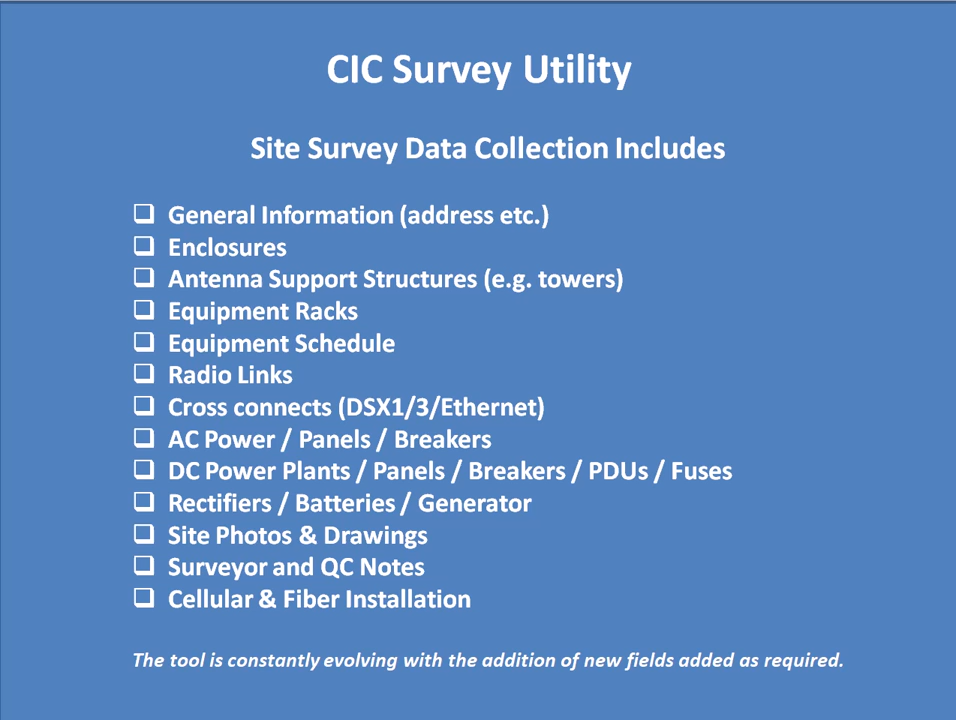 CIC Survey Utility
Site Survey Data Collection Includes
❑ General Information (address etc.)
❑ Enclosures
❑ Antenna Support Structures (e.g. towers)
❑ Equipment Racks
❑ Equipment Schedule
❑ Radio Links
❑ Cross connects (DSX1/3/Ethernet)
❑ AC Power / Panels / Breakers
❑ DC Power Plants / Panels / Breakers / PDUs / Fuses
❑ Rectifiers / Batteries / Generator
❑ Site Photos & Drawings
❑ Surveyor and QC Notes
❑ Cellular & Fiber Installation
The tool is constantly evolving with the addition of new fields added as required.